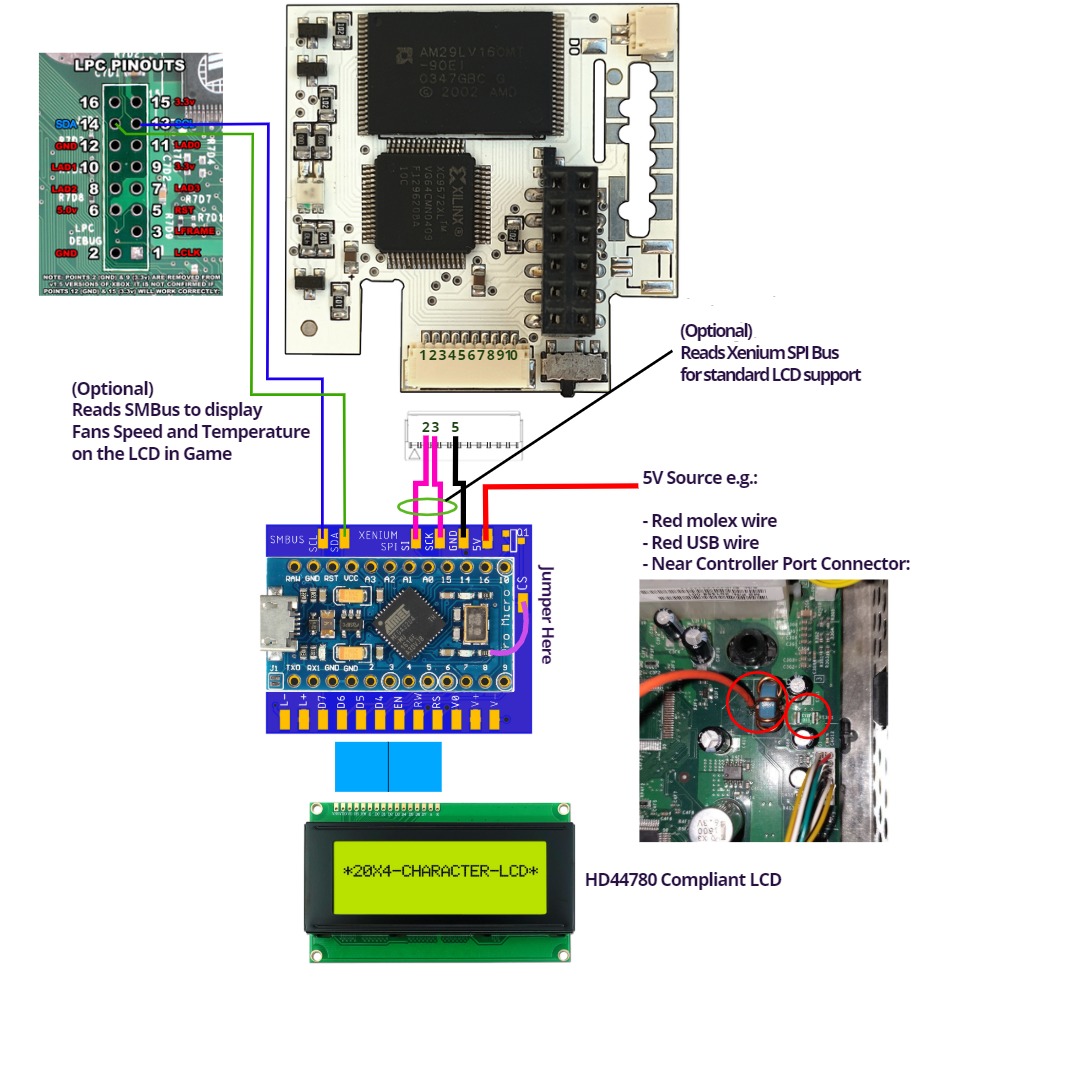 LPC PINOUTS
16 15 3.3v
SDA 14 13 SCL
GND 12 11 LAD0
LAD1 10 9 3.3v
LAD2 8 7 LAD3
R7D8 R7D7
5.0v 6 5 RST
R7D1
LPC
DEBUG
3 LFRAME
GND 2 1 LCLK
NOTE: POINTS 2 (GND) & 9 (3.3v) ARE REMOVED FROM
v1.5 VERSIONS OF XBOX. IT IS NOT CONFIRMED IF
POINTS 12 (GND) & 15 (3.3v) WILL WORK CORRECTLY.
AM29LV160MT
-90EI
0347GBC G
© 2002 AMD
D0
XILINX
XC9572XL™
10C
12345678910
(Optional)
Reads Xenium SPI Bus
for standard LCD support
(Optional)
Reads SMBus to display
Fans Speed and Temperature
on the LCD in Game
2 3 5
5V Source e.g.:
- Red molex wire
- Red USB wire
- Near Controller Port Connector:
SMBUS SCL SDA XENIUM SPI SI SCK GND 5V Q1
RAW GND RST VCC A3 A2 A1 A0 15 14 16 10
CS
Jumper Here
ro Micro
J1 TXO RX1 GND GND 2 3 4 5 6 7 8 9
L- L+ D7 D6 D5 D4 EN RW RS V0 V+ V-
*20X4-CHARACTER-LCD*
HD44780 Compliant LCD